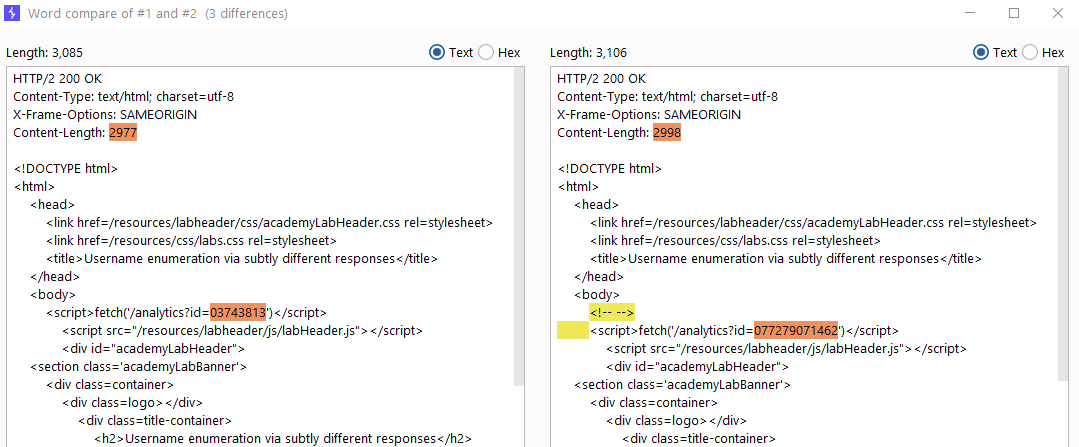 Word compare of #1 and #2 (3 differences)
Length: 3,085
Text
Hex
HTTP/2 200 OK
Content-Type: text/html; charset=utf-8
X-Frame-Options: SAMEORIGIN
Content-Length: 2977
<!DOCTYPE html>
<html>
<head>
<link href=/resources/labheader/css/academyLabHeader.css rel=stylesheet>
<link href=/resources/css/labs.css rel=stylesheet>
<title>Username enumeration via subtly different responses</title>
</head>
<body>
<script>fetch('/analytics?id=03743813')</script>
<script src="/resources/labheader/js/labHeader.js"></script>
<div id="academyLabHeader">
<section class='academyLabBanner'>
<div class=container>
<div class=logo></div>
<div class=title-container>
<h2>Username enumeration via subtly different responses</h2>
Length: 3,106
Text
Hex
HTTP/2 200 OK
Content-Type: text/html; charset=utf-8
X-Frame-Options: SAMEORIGIN
Content-Length: 2998
<!DOCTYPE html>
<html>
<head>
<link href=/resources/labheader/css/academyLabHeader.css rel=stylesheet>
<link href=/resources/css/labs.css rel=stylesheet>
<title>Username enumeration via subtly different responses</title>
</head>
<body>
<!-- -->
<script>fetch('/analytics?id=077279071462')</script>
<script src="/resources/labheader/js/labHeader.js"></script>
<div id="academyLabHeader">
<section class='academyLabBanner'>
<div class=container>
<div class=logo></div>
<div class=title-container>